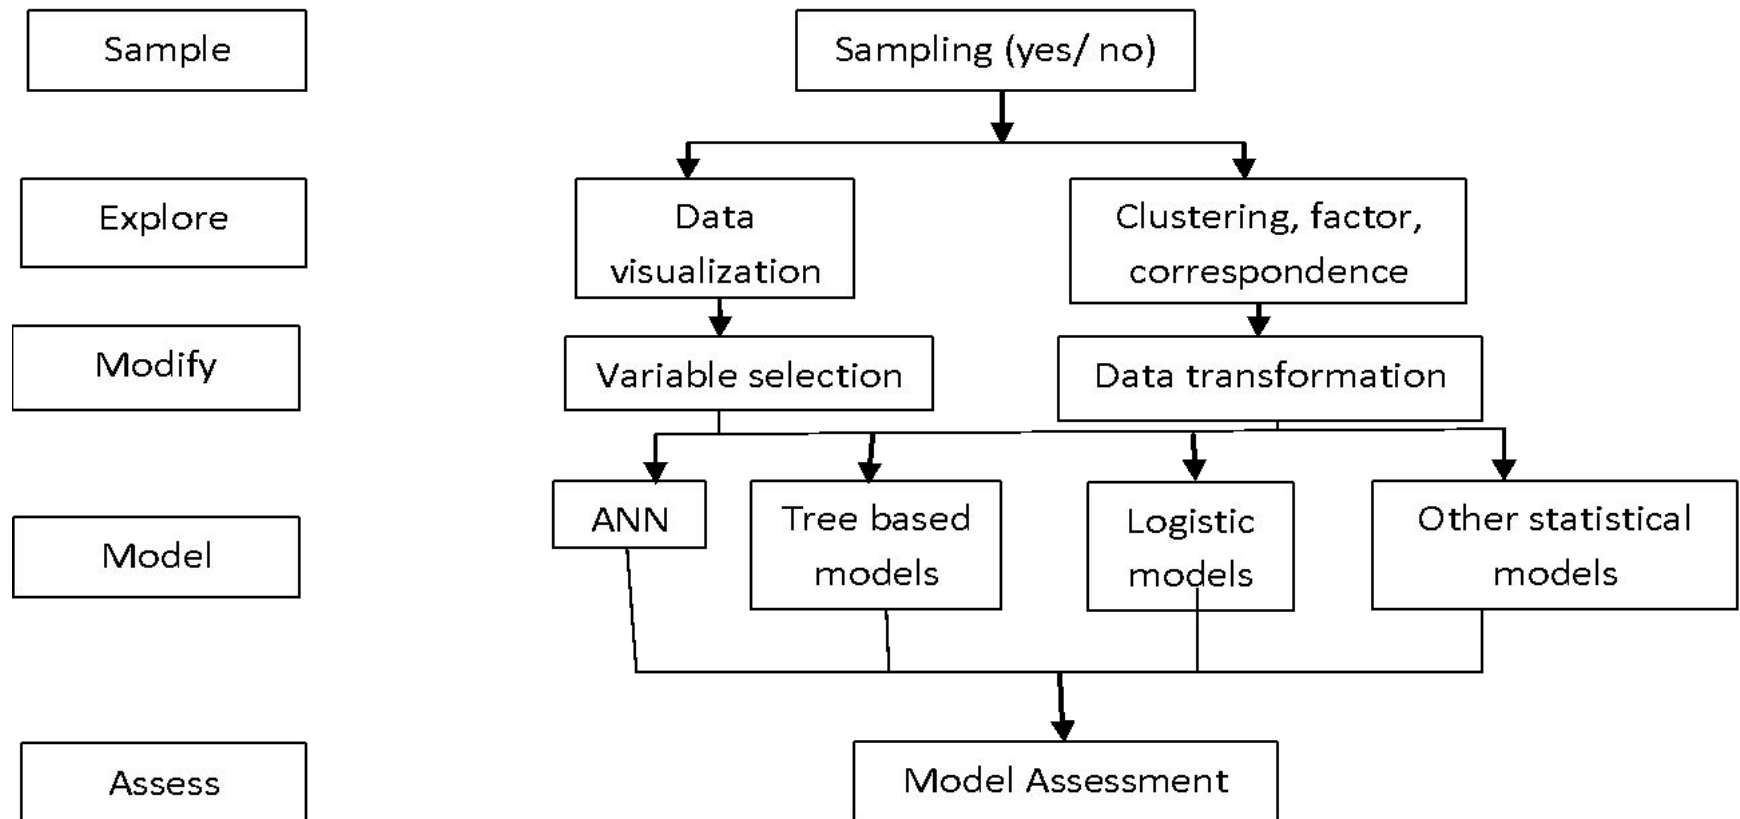 Sample
Sampling (yes/ no)
Explore
Data
visualization
Clustering, factor,
correspondence
Modify
Variable selection
Data transformation
Model
ANN
Tree based
models
Logistic
models
Other statistical
models
Assess
Model Assessment